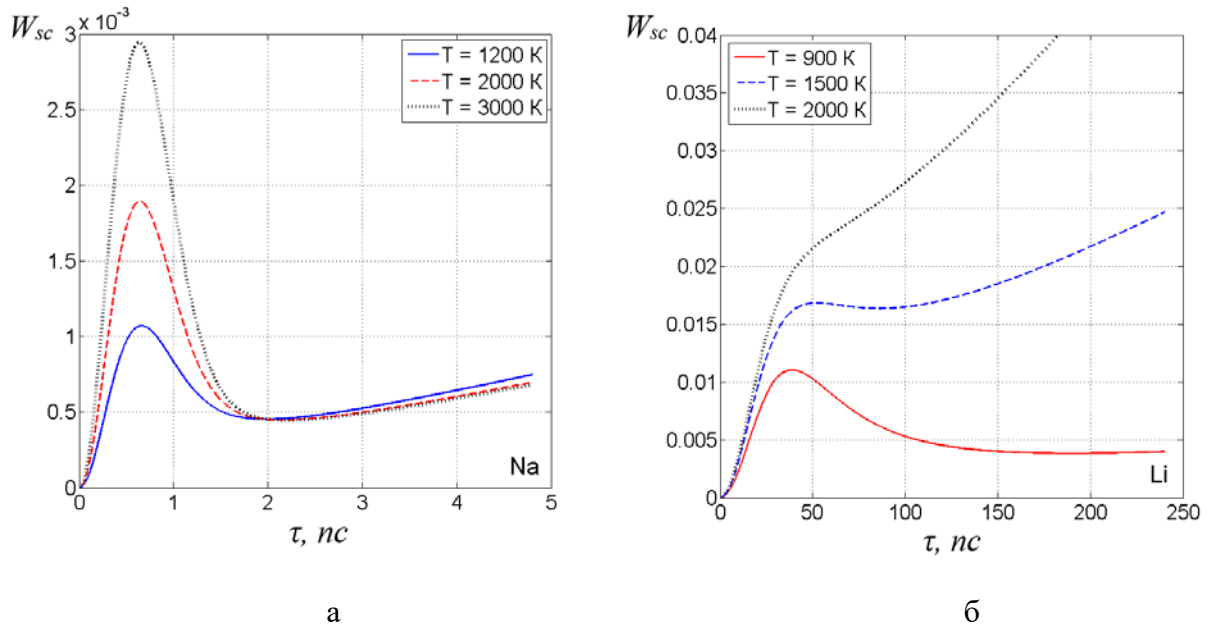 W_sc
3 × 10⁻³
2.5
2
1.5
1
0.5
0
0 1 2 3 4 5
T = 1200 K
T = 2000 K
T = 3000 K
Na
τ, пс
а
W_sc
0.04
0.035
0.03
0.025
0.02
0.015
0.01
0.005
0
0 50 100 150 200 250
T = 900 K
T = 1500 K
T = 2000 K
Li
τ, пс
б